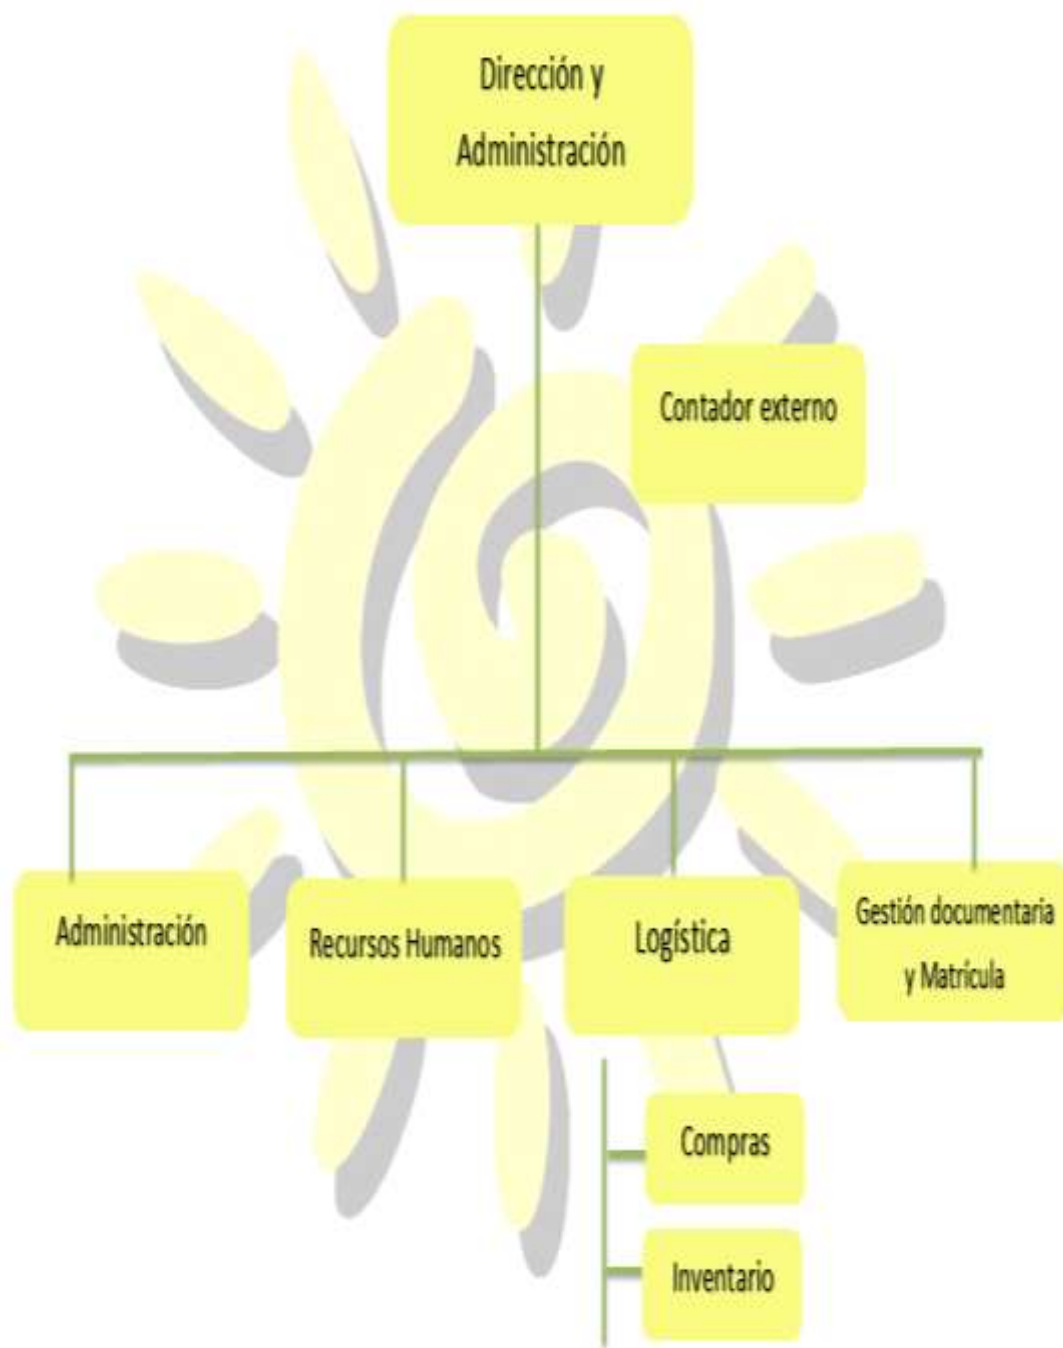 Dirección y
Administración
Contador externo
Administración
Recursos Humanos
Logística
Gestión documentaria
y Matrícula
Compras
Inventario